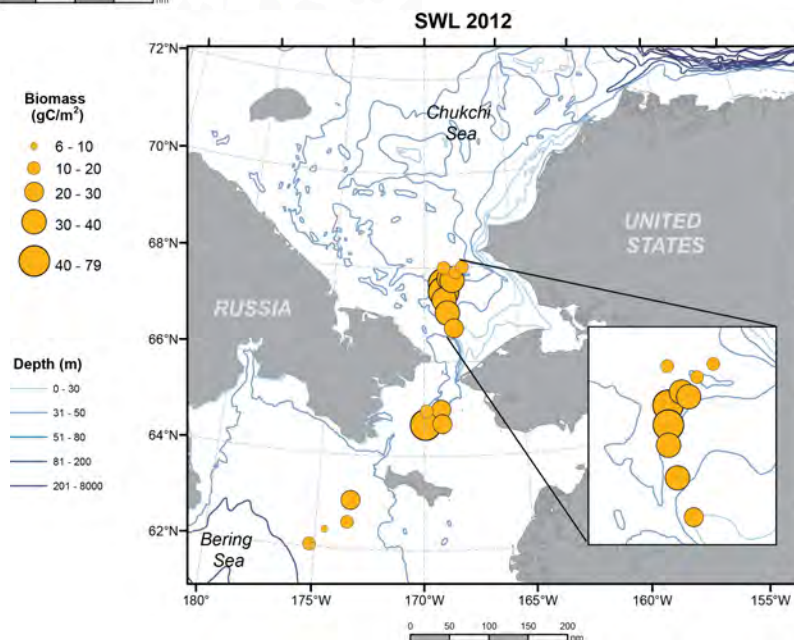 nm
SWL 2012
72°N
70°N
68°N
66°N
64°N
62°N
Biomass
(gC/m²)
6 - 10
10 - 20
20 - 30
30 - 40
40 - 79
Depth (m)
0 - 30
31 - 50
51 - 80
81 - 200
201 - 8000
Chukchi
Sea
UNITED
STATES
RUSSIA
Bering
Sea
180°
175°W
170°W
165°W
160°W
155°W
0 50 100 150 200
nm